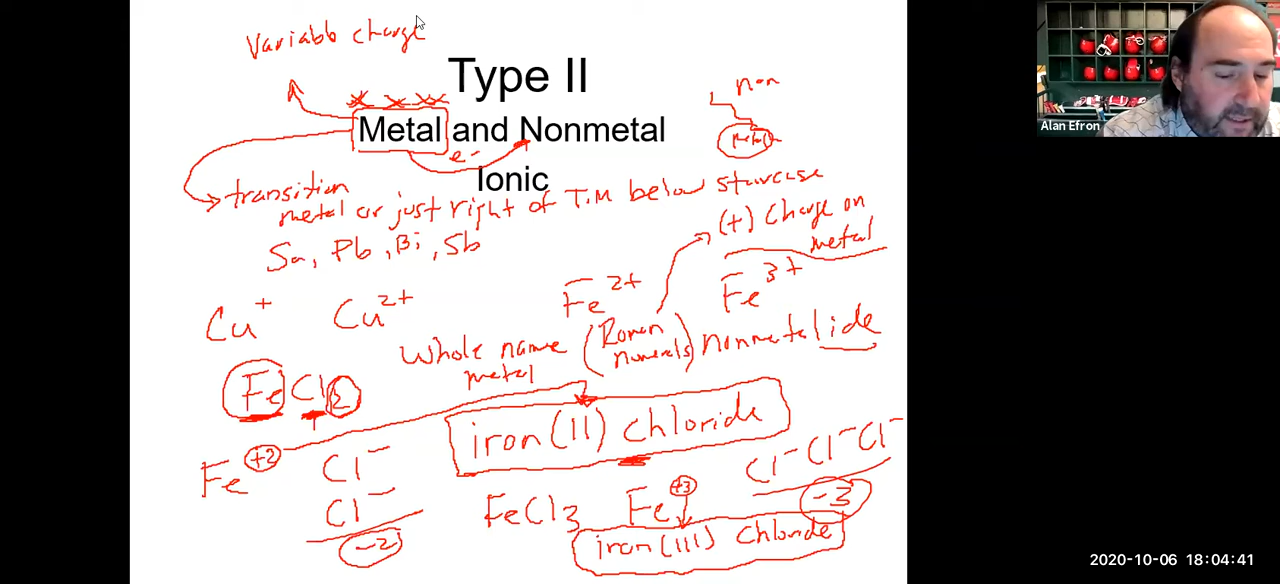 Variabb charge
Type II
non
Metal and Nonmetal
metals
e-
Ionic
transition
metal or just right of T.M below staircase
Sn, Pb, Bi, Sb
(+) Charge on
metal
Cu+ Cu2+ Fe2+ Fe3+
Whole name
metal
(Roman
numerals)
nonmetal ide
FeCl2
iron (II) chloride
Fe+2
Cl-
Cl-
-2
FeCl3 Fe+3
Cl- Cl- Cl-
-3
iron (III) chloride
Alan Efron
2020-10-06 18:04:41